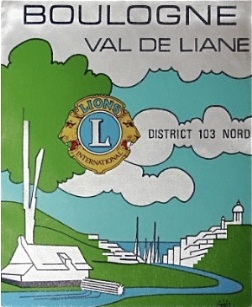 BOULOGNE
VAL DE LIANE
LIONS
L
INTERNATIONAL
DISTRICT 103 NORD